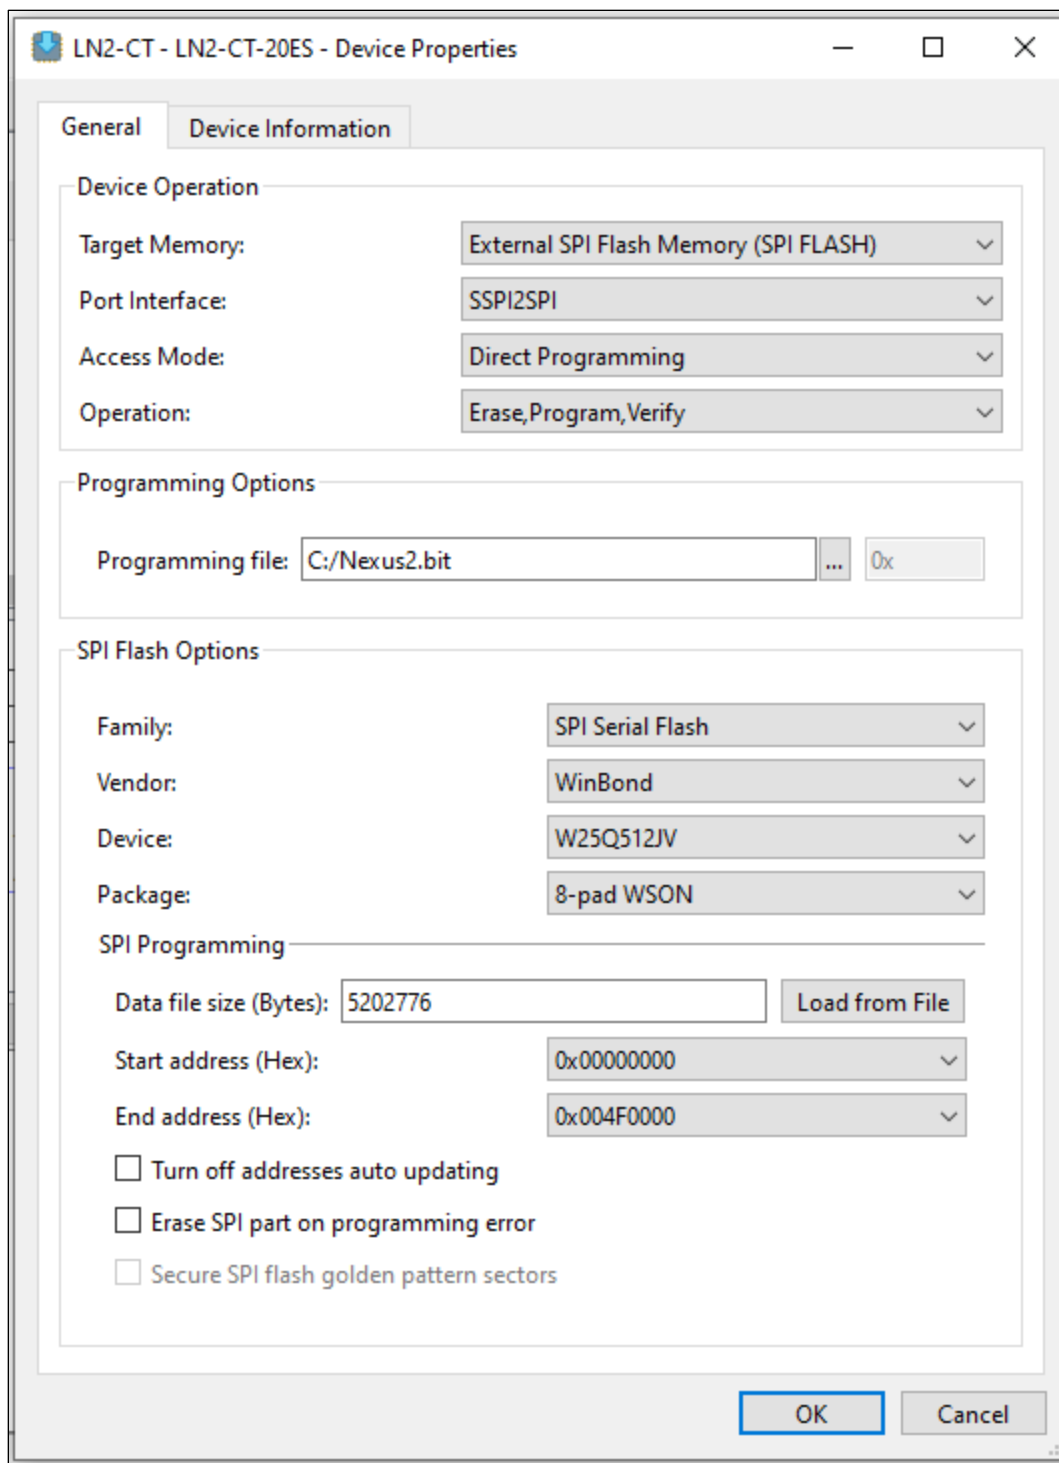 LN2-CT - LN2-CT-20ES - Device Properties
General Device Information
Device Operation
Target Memory: External SPI Flash Memory (SPI FLASH)
Port Interface: SSPI2SPI
Access Mode: Direct Programming
Operation: Erase,Program,Verify
Programming Options
Programming file: C:/Nexus2.bit ... 0x
SPI Flash Options
Family: SPI Serial Flash
Vendor: WinBond
Device: W25Q512JV
Package: 8-pad WSON
SPI Programming
Data file size (Bytes): 5202776 Load from File
Start address (Hex): 0x00000000
End address (Hex): 0x004F0000
Turn off addresses auto updating
Erase SPI part on programming error
Secure SPI flash golden pattern sectors
OK Cancel